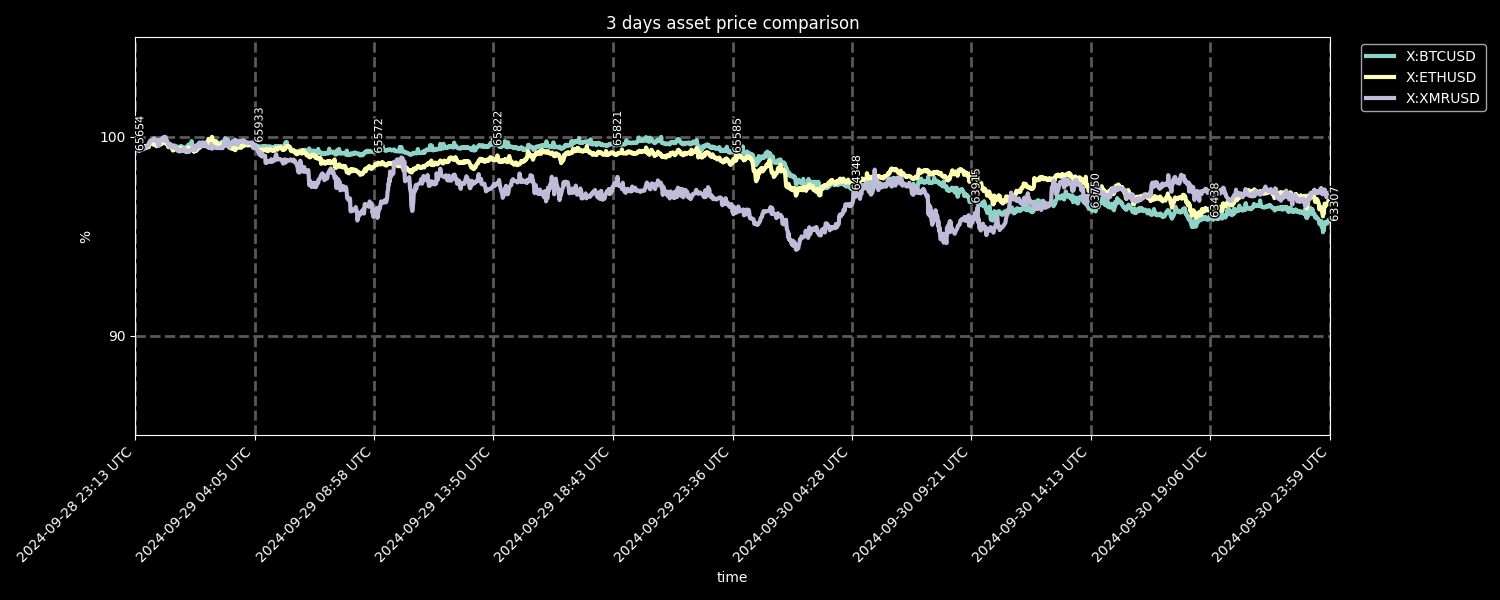 3 days asset price comparison
X:BTCUSD
X:ETHUSD
X:XMRUSD
65654
65933
65572
65822
65821
65585
64348
63915
63750
63438
63307
100
90
%
2024-09-28 23:13 UTC
2024-09-29 04:05 UTC
2024-09-29 08:58 UTC
2024-09-29 13:50 UTC
2024-09-29 18:43 UTC
2024-09-29 23:36 UTC
2024-09-30 04:28 UTC
2024-09-30 09:21 UTC
2024-09-30 14:13 UTC
2024-09-30 19:06 UTC
2024-09-30 23:59 UTC
time